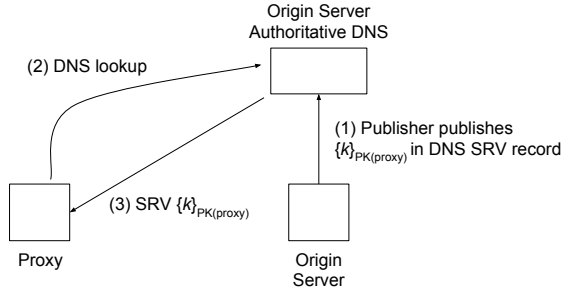 Origin Server
Authoritative DNS
(2) DNS lookup
(1) Publisher publishes
{k}PK(proxy) in DNS SRV record
(3) SRV {k}PK(proxy)
Proxy
Origin
Server